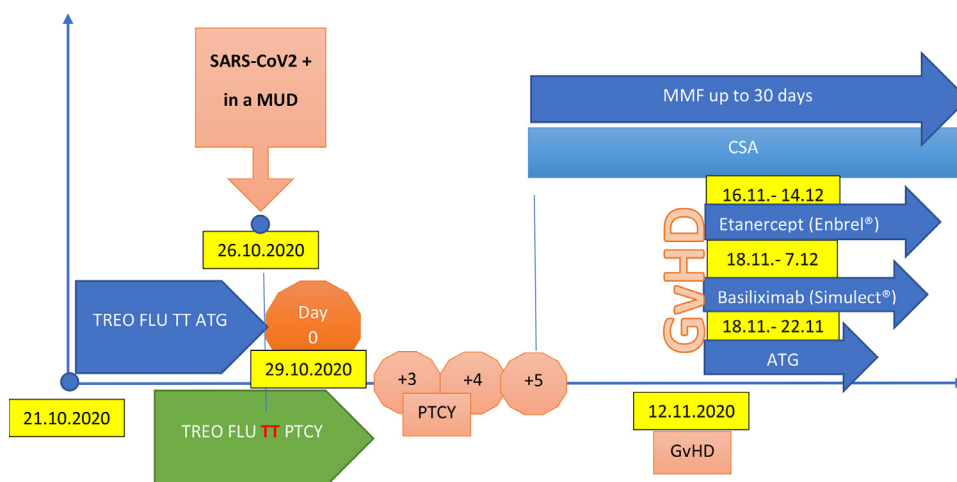 SARS-CoV2 +
in a MUD
26.10.2020
TREO FLU TT ATG
Day
0
29.10.2020
21.10.2020
TREO FLU TT PTCY
+3
+4
+5
PTCY
MMF up to 30 days
CSA
GvHD
16.11.- 14.12
Etanercept (Enbrel®)
18.11.- 7.12
Basiliximab (Simulect®)
18.11.- 22.11
ATG
12.11.2020
GvHD